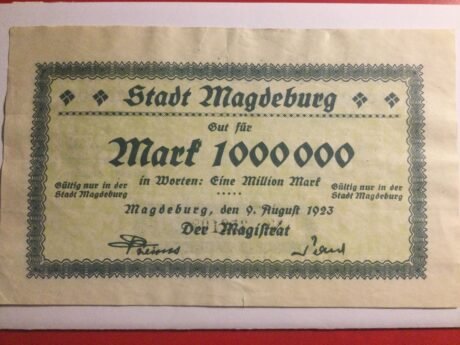 Stadt Magdeburg
Gut für
Mark 1000000
in Worten: Eine Million Mark
Gültig nur in der
Stadt Magdeburg
Gültig nur in der
Stadt Magdeburg
Magdeburg, den 9. August 1923
Der Magistrat